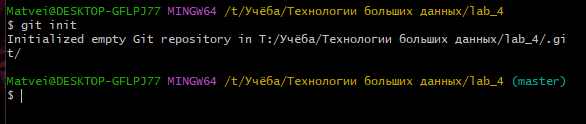 Matvei@DESKTOP-GFLPJ77 MINGW64 /t/Учёба/Технологии больших данных/lab_4
$ git init
Initialized empty Git repository in T:/Учёба/Технологии больших данных/lab_4/.gi
t/
Matvei@DESKTOP-GFLPJ77 MINGW64 /t/Учёба/Технологии больших данных/lab_4 (master)
$